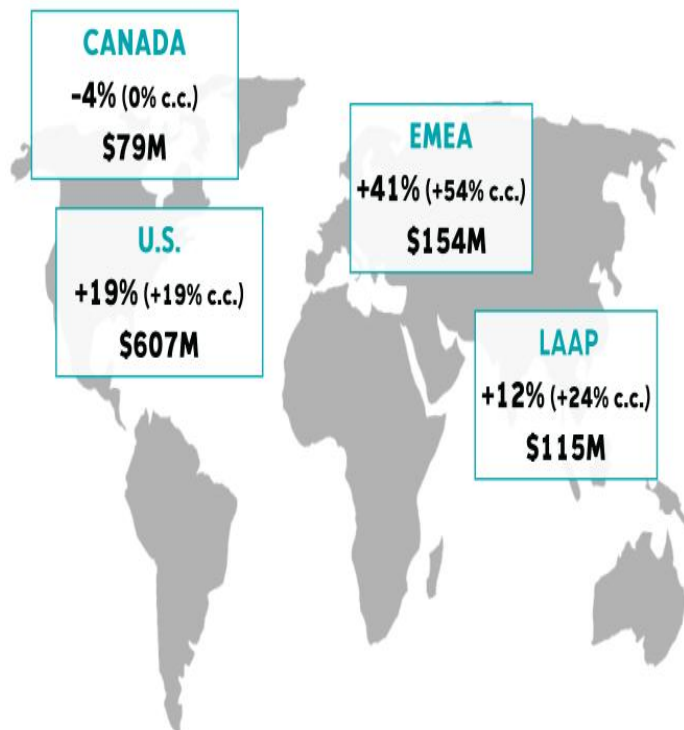 CANADA
-4% (0% c.c.)
$79M
U.S.
+19% (+19% c.c.)
$607M
EMEA
+41% (+54% c.c.)
$154M
LAAP
+12% (+24% c.c.)
$115M